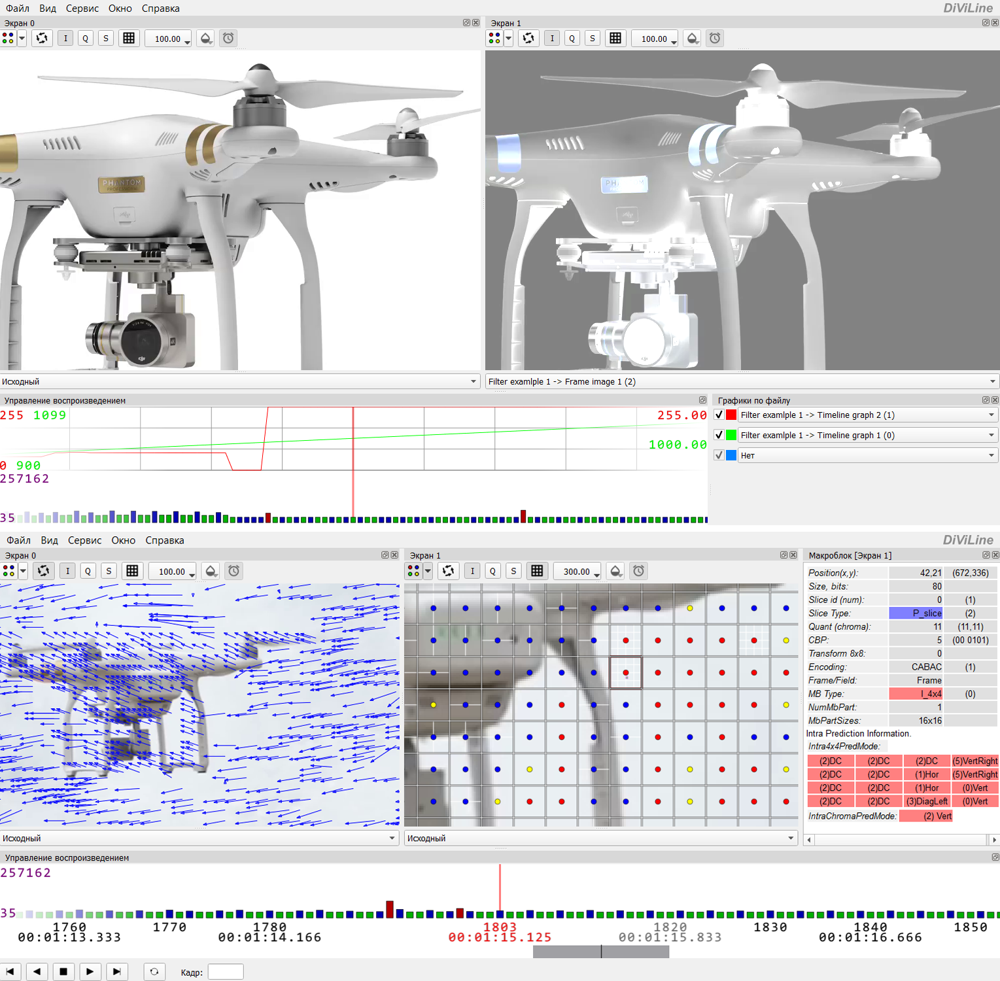 Файл Вид Сервис Окно Справка DiViLine
Экран 0
I Q S 100.00
PHANTOM
PROFESSIONAL
Исходный
Экран 1
I Q S 100.00
Filter examlple 1 -> Frame image 1 (2)
Управление воспроизведением
255 1099 255.00
1000.00
0 900
257162
35
Графики по файлу
Filter examlple 1 -> Timeline graph 2 (1)
Filter examlple 1 -> Timeline graph 1 (0)
Нет
Файл Вид Сервис Окно Справка DiViLine
Экран 0
I Q S 100.00
Исходный
Экран 1
I Q S 300.00
Исходный
Макроблок [Экран 1]
Position(x,y): 42,21 (672,336)
Size, bits: 80
Slice id (num): 0 (1)
Slice Type: P_slice (2)
Quant (chroma): 11 (11,11)
CBP: 5 (00 0101)
Transform 8x8: 0
Encoding: CABAC (1)
Frame/Field: Frame
MB Type: I_4x4 (0)
NumMbPart: 1
MbPartSizes: 16x16
Intra Prediction Information.
Intra4x4PredMode:
(2)DC (2)DC (2)DC (5)VertRight
(2)DC (2)DC (1)Hor (5)VertRight
(2)DC (2)DC (1)Hor (0)Vert
(2)DC (2)DC (3)DiagLeft (0)Vert
IntraChromaPredMode: (2) Vert
Управление воспроизведением
257162
35
1760 1770 1780 1803 1820 1830 1840 1850
00:01:13.333 00:01:14.166 00:01:15.125 00:01:15.833 00:01:16.666
Кадр: